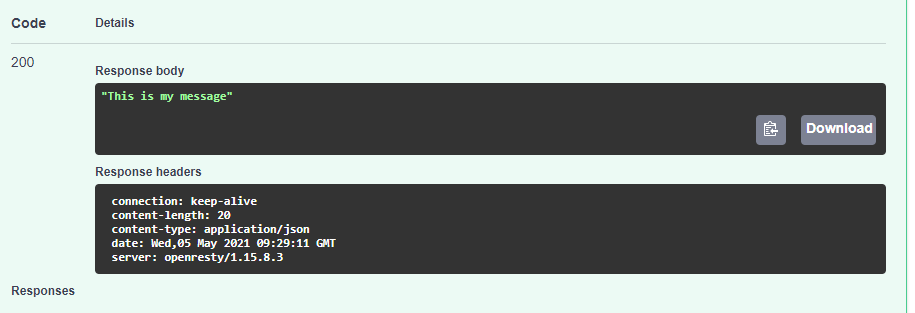 Code Details
200
Response body
"This is my message"
Download
Response headers
connection: keep-alive
content-length: 20
content-type: application/json
date: Wed,05 May 2021 09:29:11 GMT
server: openresty/1.15.8.3
Responses